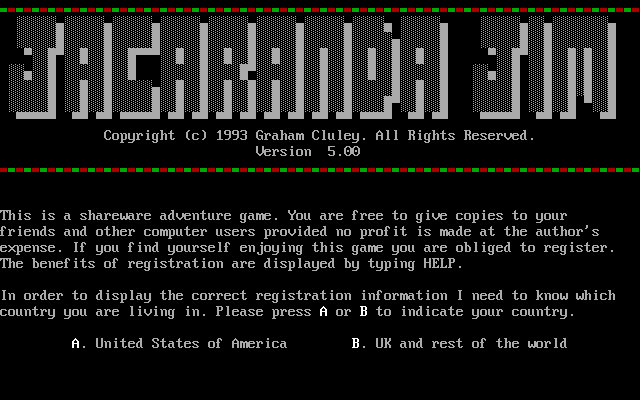 JACARANDA JIM
Copyright (c) 1993 Graham Cluley. All Rights Reserved.
Version 5.00
This is a shareware adventure game. You are free to give copies to your
friends and other computer users provided no profit is made at the author's
expense. If you find yourself enjoying this game you are obliged to register.
The benefits of registration are displayed by typing HELP.
In order to display the correct registration information I need to know which
country you are living in. Please press A or B to indicate your country.
A. United States of America B. UK and rest of the world